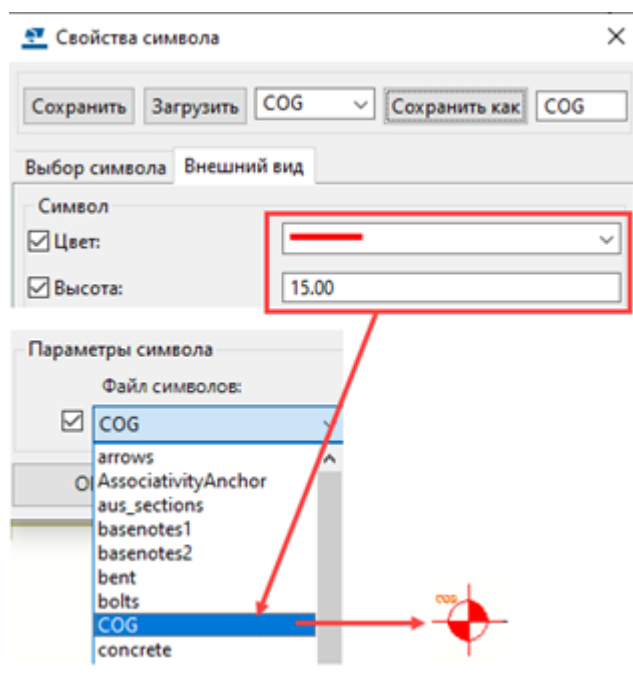 Свойства символа
Сохранить Загрузить COG Сохранить как COG
Выбор символа Внешний вид
Символ
Цвет:
Высота: 15.00
Параметры символа
Файл символов:
COG
arrows
AssociativityAnchor
aus_sections
basenotes1
basenotes2
bent
bolts
COG
concrete